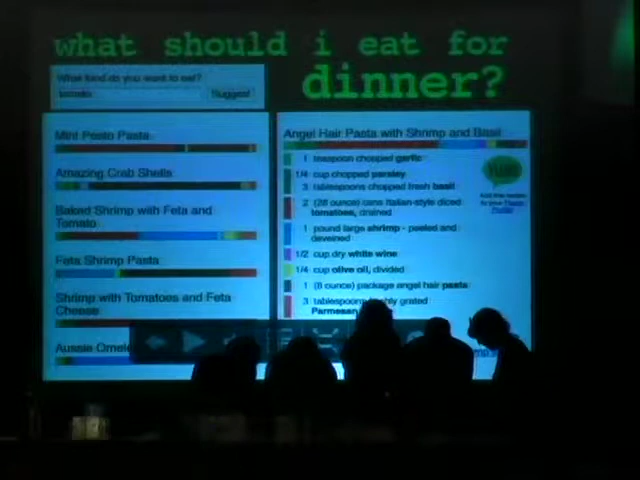 what should i eat for
dinner?
What food do you want to eat?
tomato
Suggest
Mint Pesto Pasta
Amazing Crab Shells
Baked Shrimp with Feta and
Tomato
Feta Shrimp Pasta
Shrimp with Tomatoes and Feta
Cheese
Aussie
Angel Hair Pasta with Shrimp and Basil
1 teaspoon chopped garlic
1/4 cup chopped parsley
3 tablespoons chopped fresh basil
2 (28 ounce) cans Italian-style diced
tomatoes, drained
1 pound large shrimp - peeled and
deveined
1/2 cup dry white wine
1/4 cup olive oil, divided
1 (8 ounce) package angel hair pasta
3 tablespoons grated
Parmesan